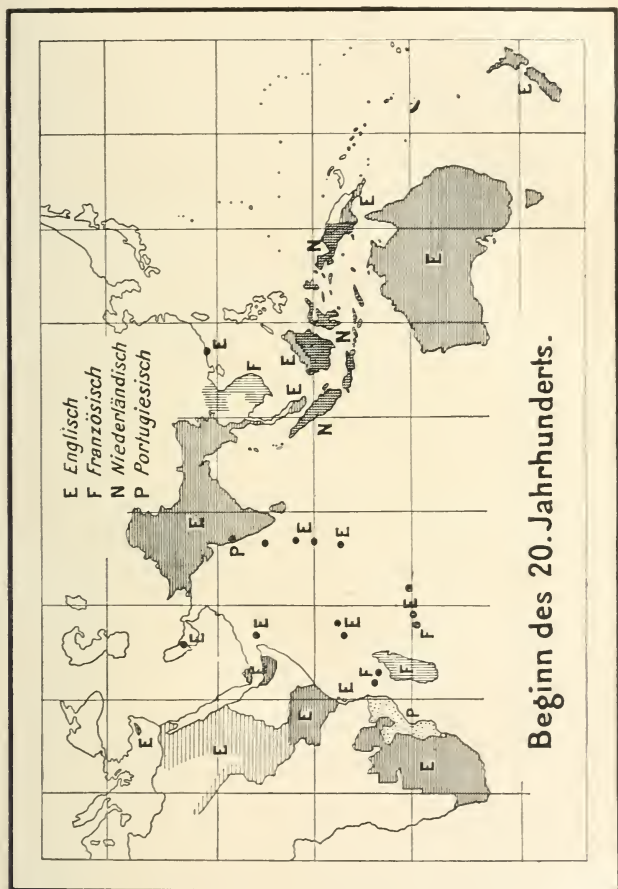 E Englisch
F Französisch
N Niederländisch
P Portugiesisch
E
E
E
E
E
P
F
E
E
E
E
E
E
N
N
N
E
E
E
F
E
F
P
E
E
F
E
E
Beginn des 20. Jahrhunderts.